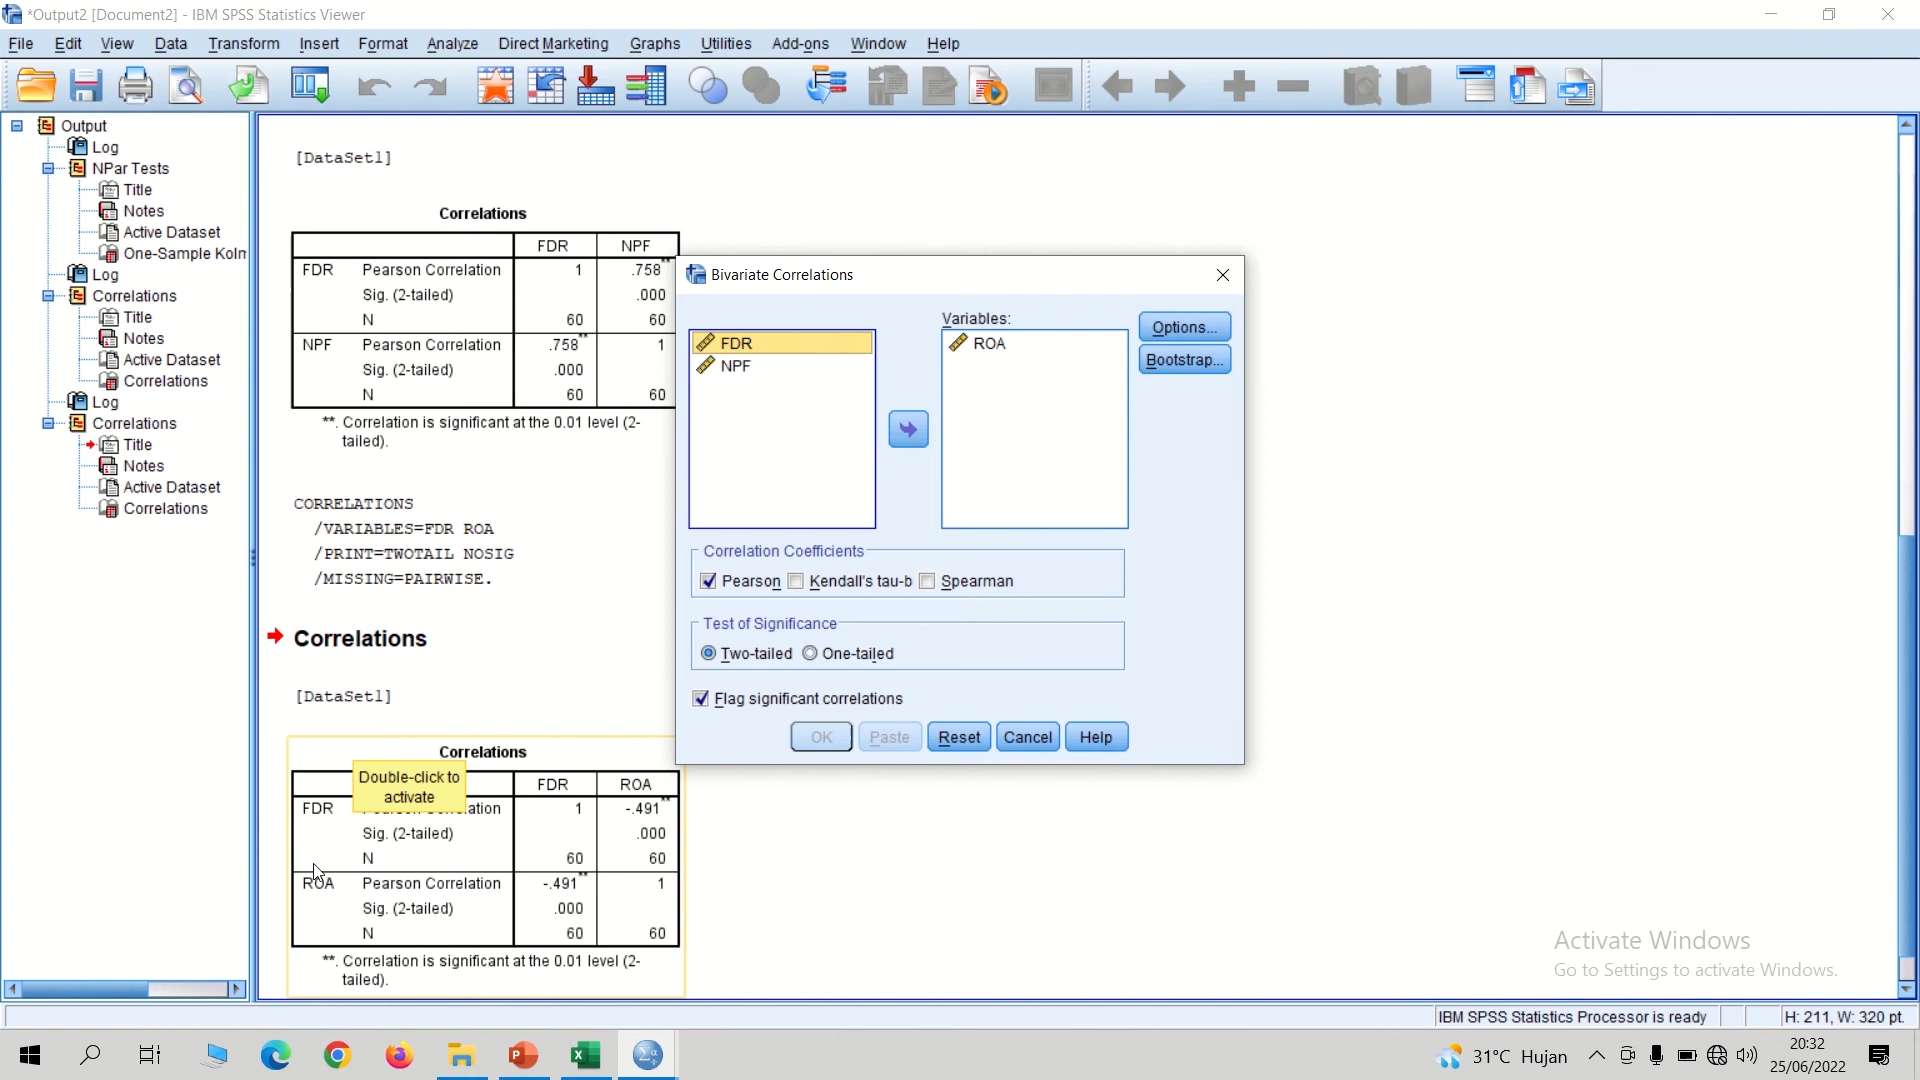 *Output2 [Document2] - IBM SPSS Statistics Viewer
File Edit View Data Transform Insert Format Analyze Direct Marketing Graphs Utilities Add-ons Window Help
Output
Log
NPar Tests
Title
Notes
Active Dataset
One-Sample Koln
Log
Correlations
Title
Notes
Active Dataset
Correlations
Log
Correlations
Title
Notes
Active Dataset
Correlations
[DataSet1]
Correlations
FDR NPF
FDR Pearson Correlation 1 .758**
Sig. (2-tailed) .000
N 60 60
NPF Pearson Correlation .758** 1
Sig. (2-tailed) .000
N 60 60
**. Correlation is significant at the 0.01 level (2-
tailed).
CORRELATIONS
/VARIABLES=FDR ROA
/PRINT=TWOTAIL NOSIG
/MISSING=PAIRWISE.
Correlations
[DataSet1]
Correlations
Double-click to
activate
FDR ROA
FDR ation 1 -.491**
Sig. (2-tailed) .000
N 60 60
ROA Pearson Correlation -.491** 1
Sig. (2-tailed) .000
N 60 60
**. Correlation is significant at the 0.01 level (2-
tailed).
Bivariate Correlations
Variables:
FDR
NPF
ROA
Options...
Bootstrap...
Correlation Coefficients
Pearson Kendall's tau-b Spearman
Test of Significance
Two-tailed One-tailed
Flag significant correlations
OK Paste Reset Cancel Help
Activate Windows
Go to Settings to activate Windows.
IBM SPSS Statistics Processor is ready H: 211, W: 320 pt.
31°C Hujan
20:32
25/06/2022